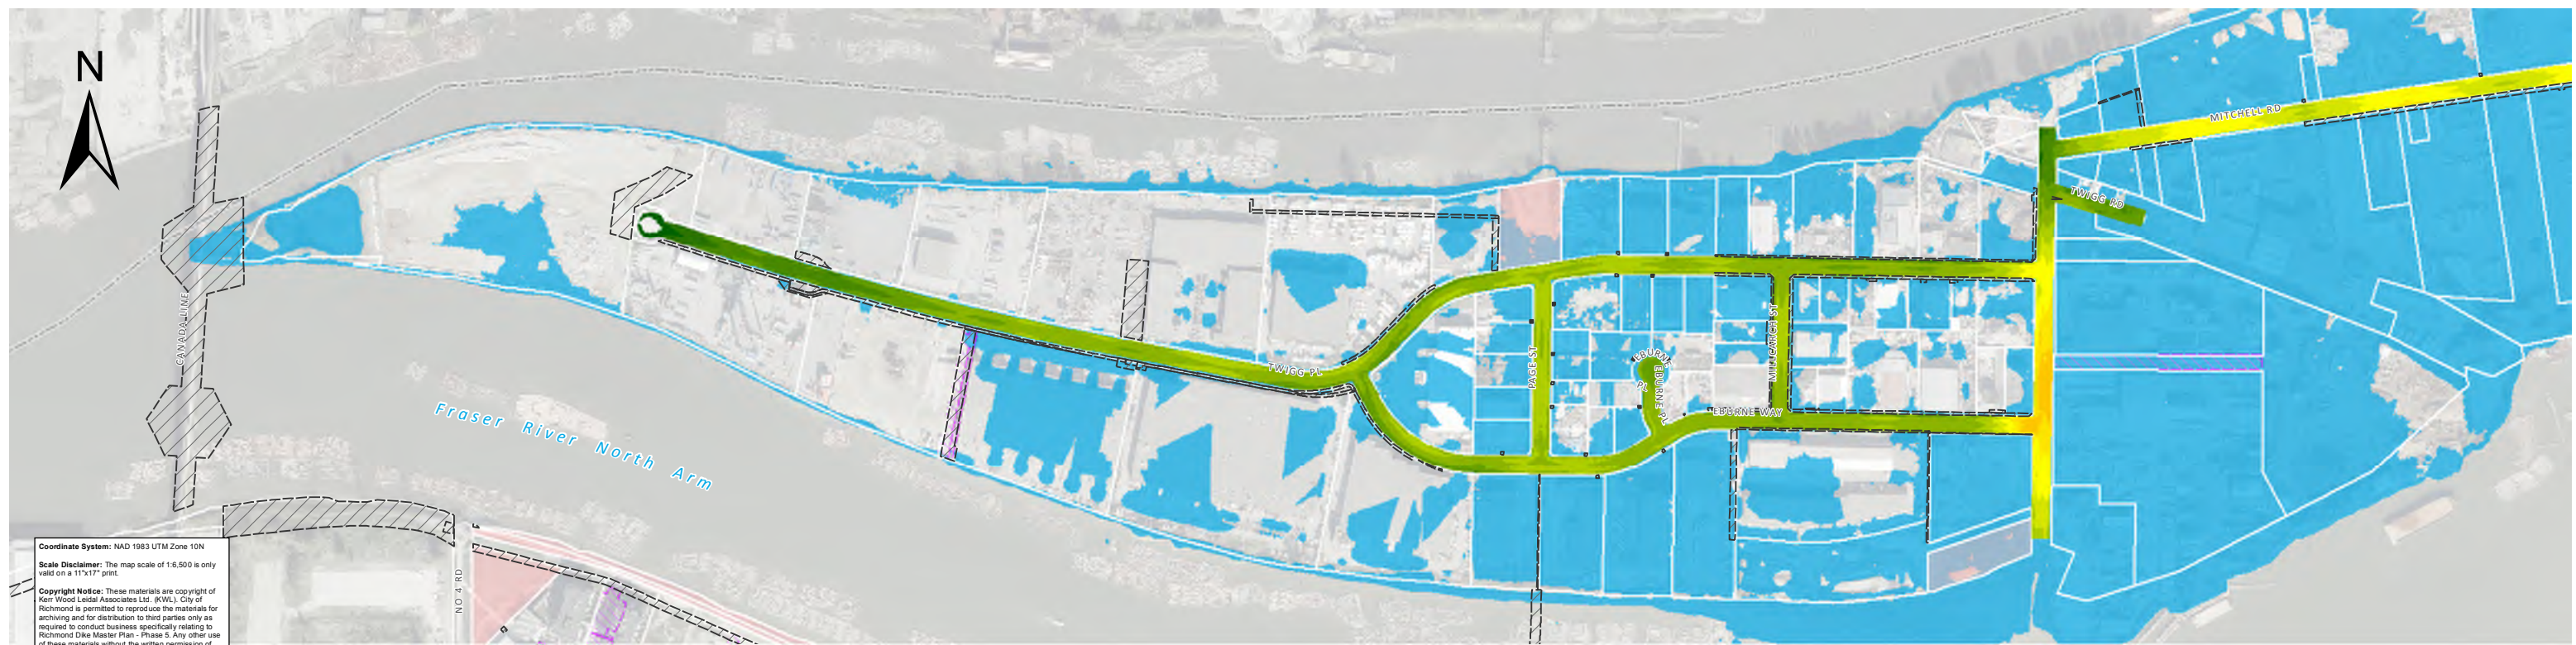 N
MITCHELL RD
TWIGG RD
CANADA LINE
TWIGG PL
PAGE ST
EBURNE
PL
EBURNE PL
EBURNE WAY
Fraser River North Arm
NO 4 RD
Coordinate System: NAD 1983 UTM Zone 10N
Scale Disclaimer: The map scale of 1:6,500 is only
valid on a 11"x17" print.
Copyright Notice: These materials are copyright of
Kerr Wood Leidal Associates Ltd. (KWL). City of
Richmond is permitted to reproduce the materials for
archiving and for distribution to third parties only as
required to conduct business specifically relating to
Richmond Dike Master Plan - Phase 5. Any other use
of these materials without the written permission of